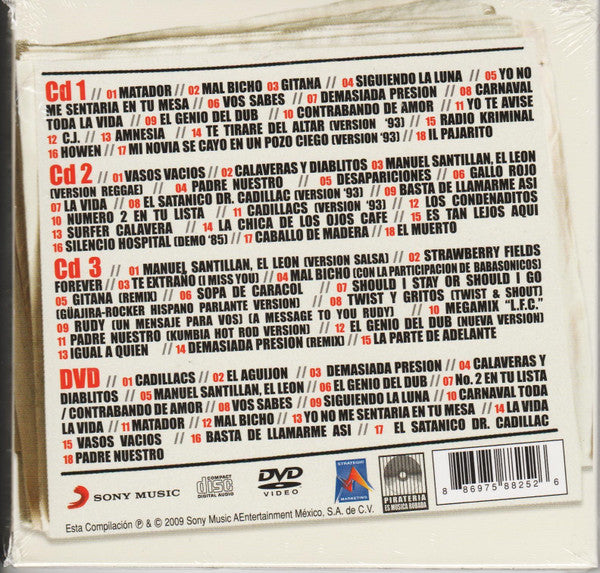 Cd 1 // 01 MATADOR // 02 MAL BICHO 03 GITANA // 04 SIGUIENDO LA LUNA // 05 YO NO
ME SENTARIA EN TU MESA // 06 VOS SABES // 07 DEMASIADA PRESION // 08 CARNAVAL
TODA LA VIDA // 09 EL GENIO DEL DUB // 10 CONTRABANDO DE AMOR // 11 YO TE AVISE
12 C.J. // 13 AMNESIA // 14 TE TIRARE DEL ALTAR (VERSION '93) // 15 RADIO KRIMINAL
16 HOWEN // 17 MI NOVIA SE CAYO EN UN POZO CIEGO (VERSION '93) // 18 IL PAJARITO
Cd 2 // 01 VASOS VACIOS // 02 CALAVERAS Y DIABLITOS 03 MANUEL SANTILLAN, EL LEON
(VERSION REGGAE) // 04 PADRE NUESTRO // 05 DESAPARICIONES // 06 GALLO ROJO
07 LA VIDA // 08 EL SATANICO DR. CADILLAC (VERSION '93) // 09 BASTA DE LLAMARME ASI
10 NUMERO 2 EN TU LISTA // 11 CADILLACS (VERSION '93) // 12 LOS CONDENADITOS
13 SURFER CALAVERA // 14 LA CHICA DE LOS OJOS CAFE // 15 ES TAN LEJOS AQUI
16 SILENCIO HOSPITAL (DEMO '85) // 17 CABALLO DE MADERA // 18 EL MUERTO
Cd 3 // 01 MANUEL SANTILLAN, EL LEON (VERSION SALSA) // 02 STRAWBERRY FIELDS
FOREVER // 03 TE EXTRAÑO (I MISS YOU) // 04 MAL BICHO (CON LA PARTICIPACION DE BABASONICOS)
05 GITANA (REMIX) // 06 SOPA DE CARACOL // 07 SHOULD I STAY OR SHOULD I GO
(GÜAJIRA-ROCKER HISPANO PARLANTE VERSION) // 08 TWIST Y GRITOS (TWIST & SHOUT)
09 RUDY (UN MENSAJE PARA VOS) (A MESSAGE TO YOU RUDY) // 10 MEGAMIX "L.F.C."
11 PADRE NUESTRO (KUMBIA HOT ROD VERSION) // 12 EL GENIO DEL DUB (NUEVA VERSION)
13 IGUAL A QUIEN // 14 DEMASIADA PRESION (REMIX) // 15 LA PARTE DE ADELANTE
DVD // 01 CADILLACS // 02 EL AGUIJON // 03 DEMASIADA PRESION // 04 CALAVERAS Y
DIABLITOS // 05 MANUEL SANTILLAN, EL LEON // 06 EL GENIO DEL DUB // 07 No. 2 EN TU LISTA
/ CONTRABANDO DE AMOR // 08 VOS SABES // 09 SIGUIENDO LA LUNA // 10 CARNAVAL TODA
LA VIDA // 11 MATADOR // 12 MAL BICHO // 13 YO NO ME SENTARIA EN TU MESA // 14 LA VIDA
15 VASOS VACIOS // 16 BASTA DE LLAMARME ASI // 17 EL SATANICO DR. CADILLAC
18 PADRE NUESTRO
SONY MUSIC
COMPACT disc DIGITAL AUDIO
DVD VIDEO
STRATEGIC MARKETING
PIRATERIA ES MUSICA ROBADA
8 86975 88252 6
Esta Compilación ℗ & © 2009 Sony Music AEntertainment México, S.A. de C.V.